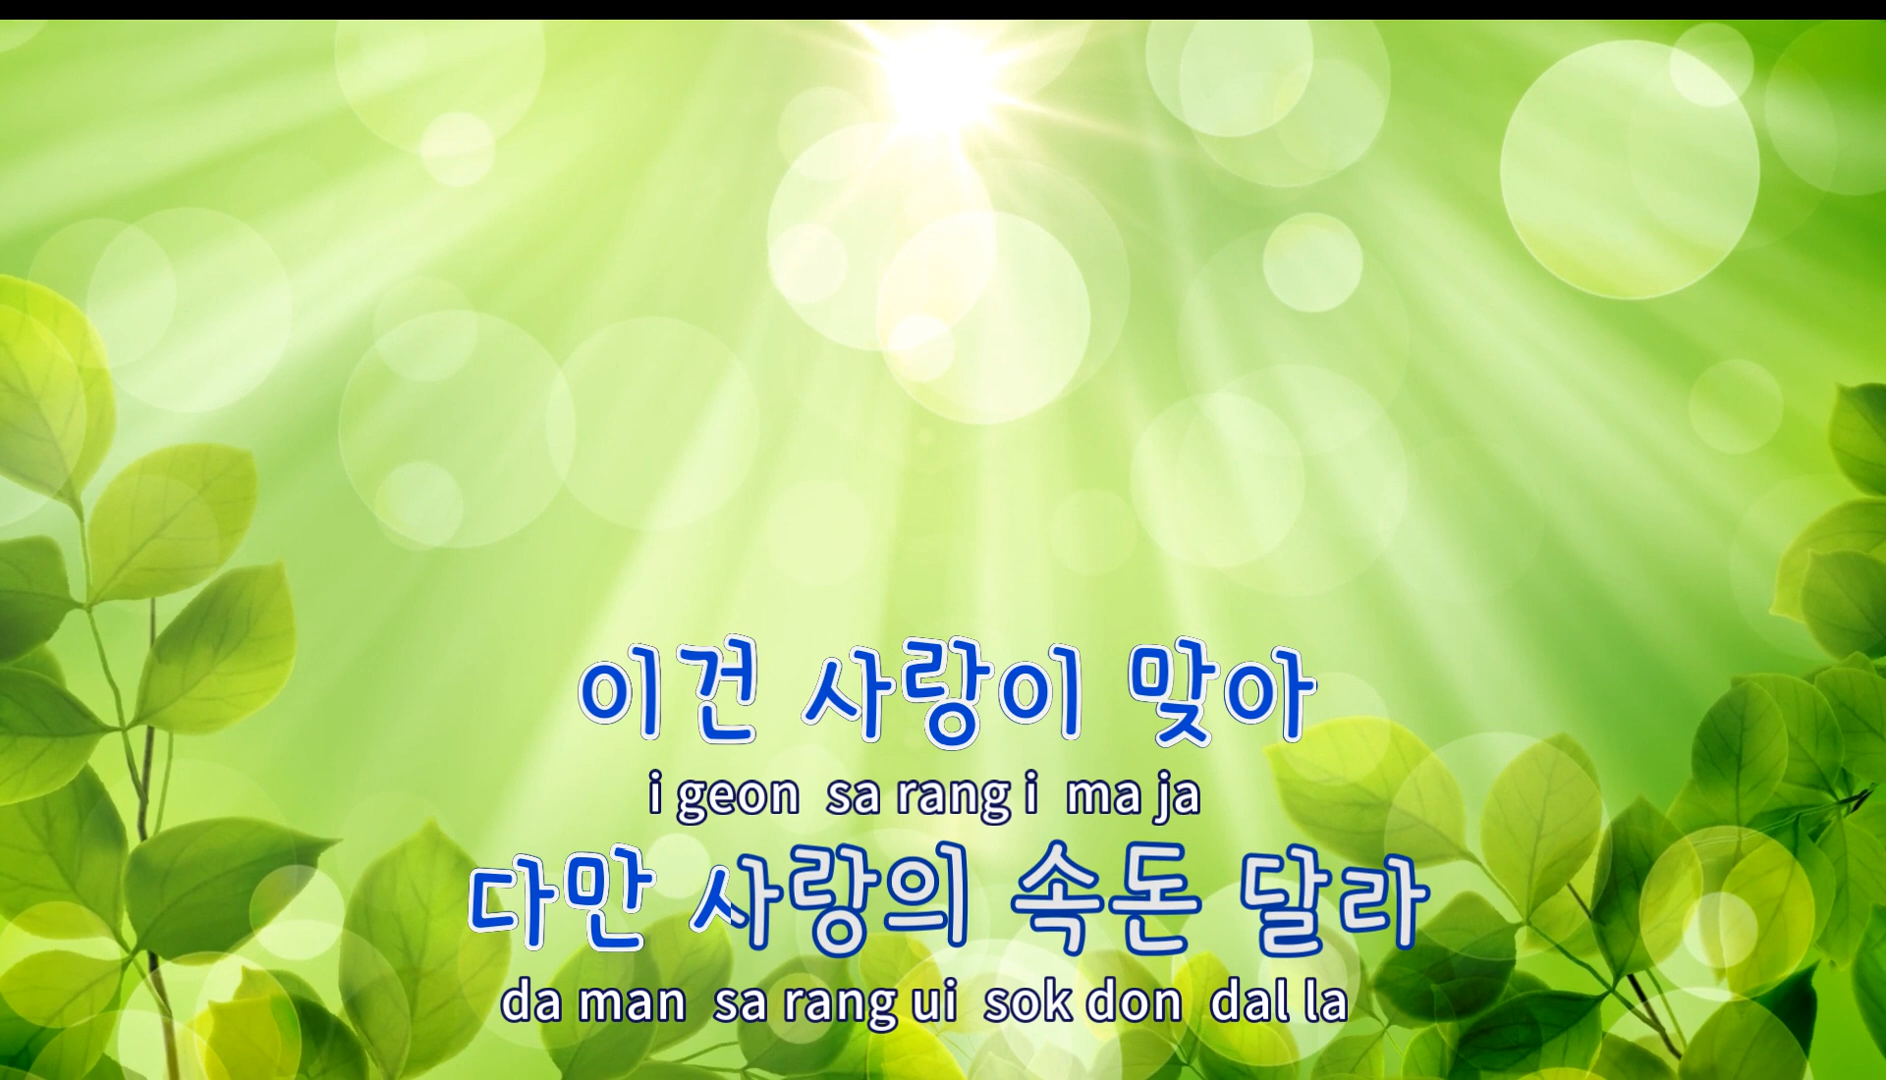 이건 사랑이 맞아
i geon sa rang i ma ja
다만 사랑의 속돈 달라
da man sa rang ui sok don dal la